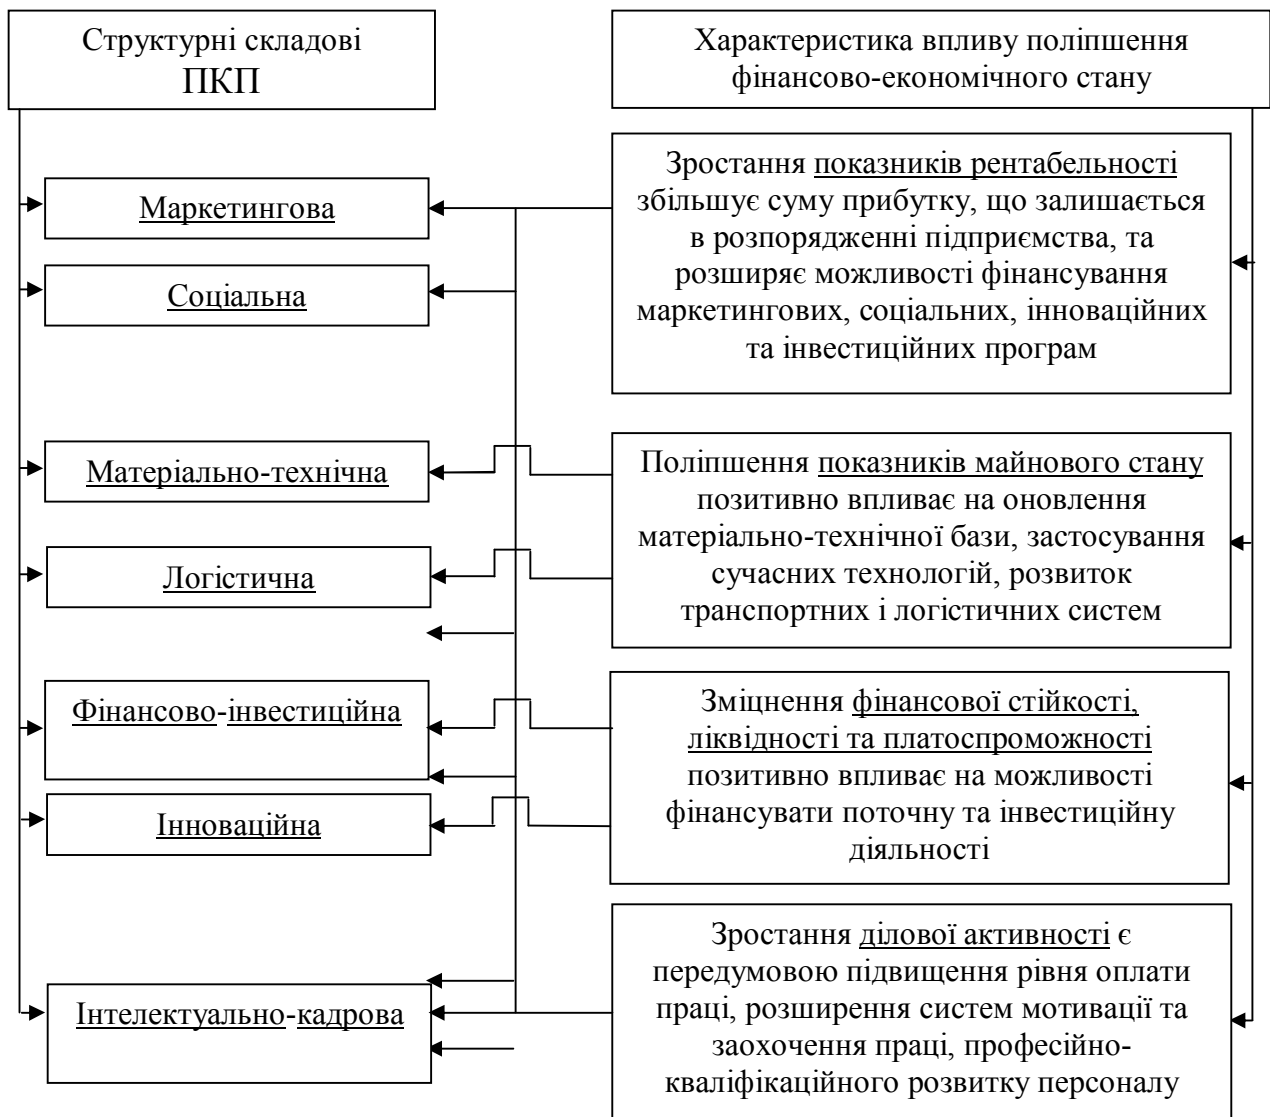 Структурні складові
ПКП
Характеристика впливу поліпшення
фінансово-економічного стану
Маркетингова
Соціальна
Матеріально-технічна
Логістична
Фінансово-інвестиційна
Інноваційна
Інтелектуально-кадрова
Зростання показників рентабельності
збільшує суму прибутку, що залишається
в розпорядженні підприємства, та
розширяє можливості фінансування
маркетингових, соціальних, інноваційних
та інвестиційних програм
Поліпшення показників майнового стану
позитивно впливає на оновлення
матеріально-технічної бази, застосування
сучасних технологій, розвиток
транспортних і логістичних систем
Зміцнення фінансової стійкості,
ліквідності та платоспроможності
позитивно впливає на можливості
фінансувати поточну та інвестиційну
діяльності
Зростання ділової активності є
передумовою підвищення рівня оплати
праці, розширення систем мотивації та
заохочення праці, професійно-
кваліфікаційного розвитку персоналу